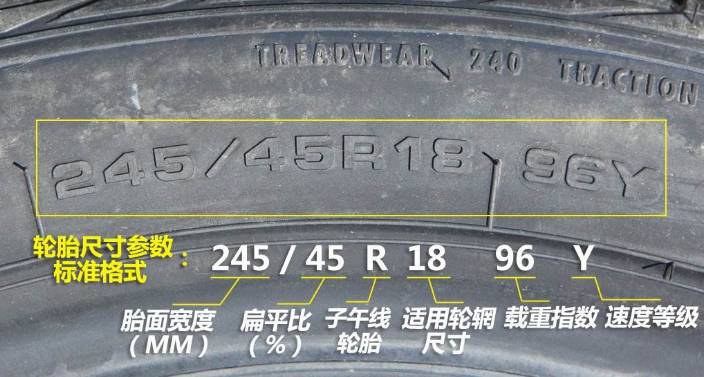 TREADWEAR 240 TRACTION
245/45R18 96Y
轮胎尺寸参数
标准格式 : 245 / 45 R 18 96 Y
胎面宽度 扁平比 子午线 适用轮辋 载重指数 速度等级
(MM) (%) 轮胎 尺寸